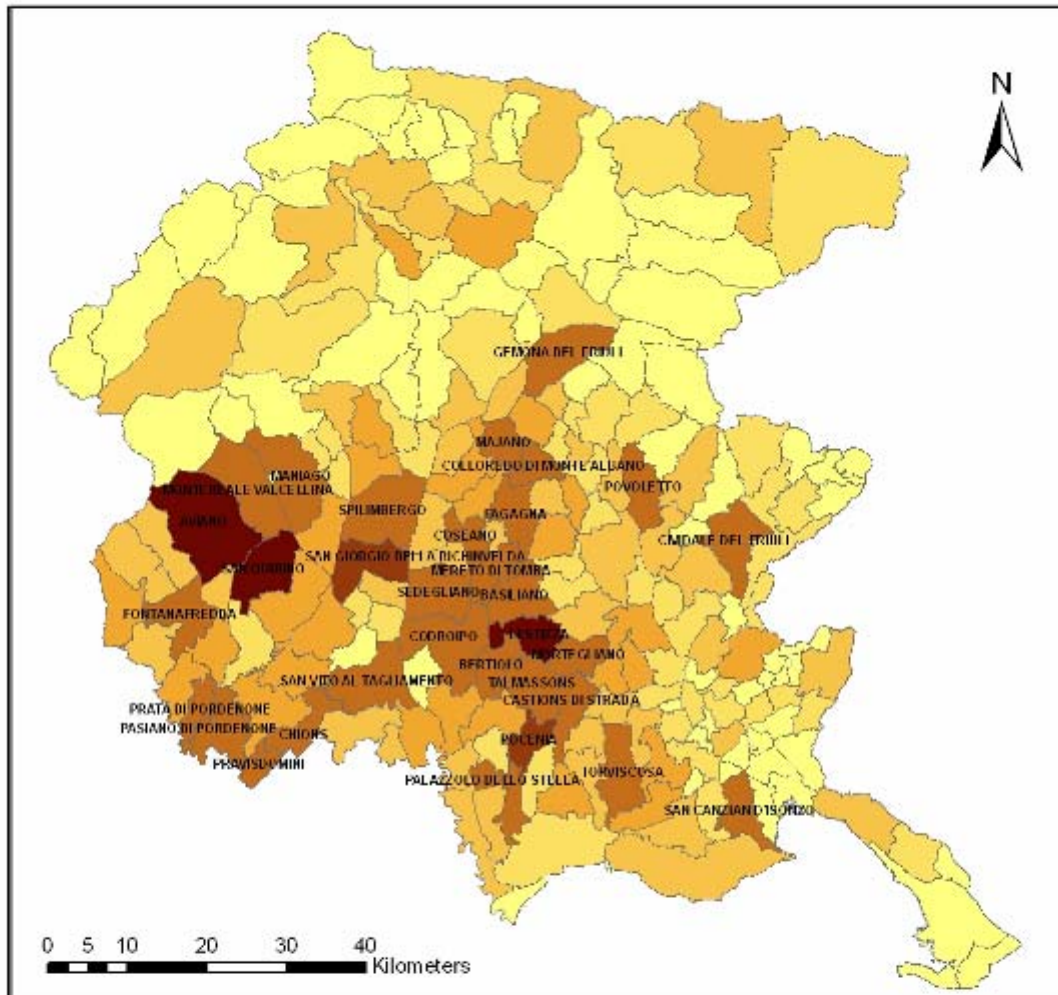 N
GEMONA DEL FRIULI
MAJANO
COLLOREDO DI MONTE ALBANO
MANIAGO
MONTEREALE VALCELLINA
POVOLETTO
SPILIMBERGO
FAGAGNA
AVIANO
COSEANO
CIVIDALE DEL FRIULI
SAN GIORGIO DELLA RICHINVELDA
SAN QUIRINO
MERETO DI TOMBA
SEDEGLIANO
BASILIANO
FONTANAFREDDA
CODROIPO
LESTIZZA
MORTEGLIANO
BERTIOLO
SAN VITO AL TAGLIAMENTO
TALMASSONS
CASTIONS DI STRADA
PRATA DI PORDENONE
PASIANO DI PORDENONE
CHIONS
POCENIA
PRAVISDOMINI
PALAZZOLO DELLO STELLA
TORVISCOSA
SAN CANZIAN D'ISONZO
0 5 10 20 30 40
Kilometers